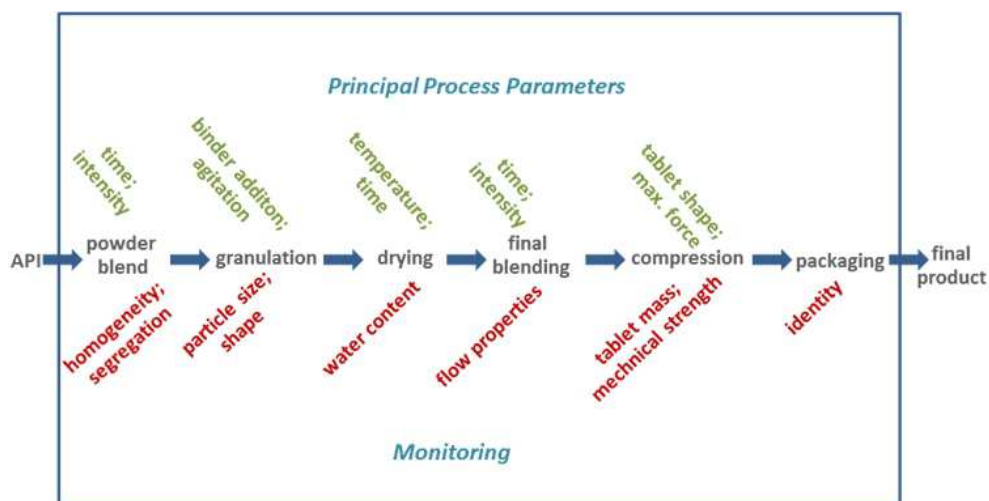 Principal Process Parameters
time;
intensity
binder additon;
agitation
temperature;
time
time;
intensity
tablet shape;
max. force
API
powder
blend
granulation
drying
final
blending
compression
packaging
final
product
homogeneity;
segregation
particle size;
shape
water content
flow properties
tablet mass;
mechnical strength
identity
Monitoring